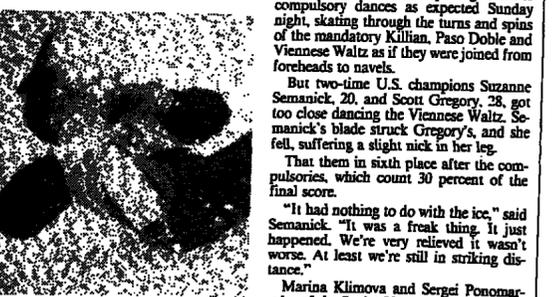 compulsory dances as expected Sunday
night, skating through the turns and spins
of the mandatory Killian, Paso Doble and
Viennese Waltz as if they were joined from
foreheads to navels.
But two-time U.S. champions Suzanne
Semanick, 20, and Scott Gregory, 28, got
too close dancing the Viennese Waltz. Se-
manick's blade struck Gregory's, and she
fell, suffering a slight nick in her leg.
That them in sixth place after the com-
pulsories, which count 30 percent of the
final score.
"It had nothing to do with the ice," said
Semanick. "It was a freak thing. It just
happened. We're very relieved it wasn't
worse. At least we're still in striking dis-
tance."
Marina Klimova and Sergei Ponomar-